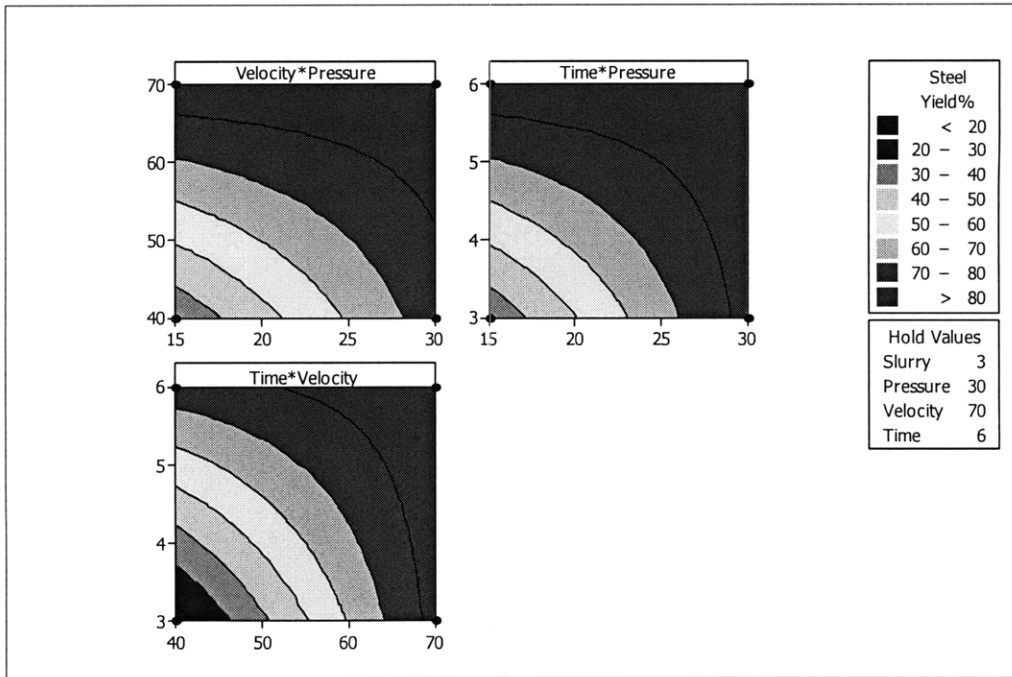 Velocity*Pressure
70
60
50
40
15 20 25 30
Time*Pressure
6
5
4
3
15 20 25 30
Time*Velocity
6
5
4
3
40 50 60 70
Steel
Yield%
< 20
20 – 30
30 – 40
40 – 50
50 – 60
60 – 70
70 – 80
> 80
Hold Values
Slurry 3
Pressure 30
Velocity 70
Time 6